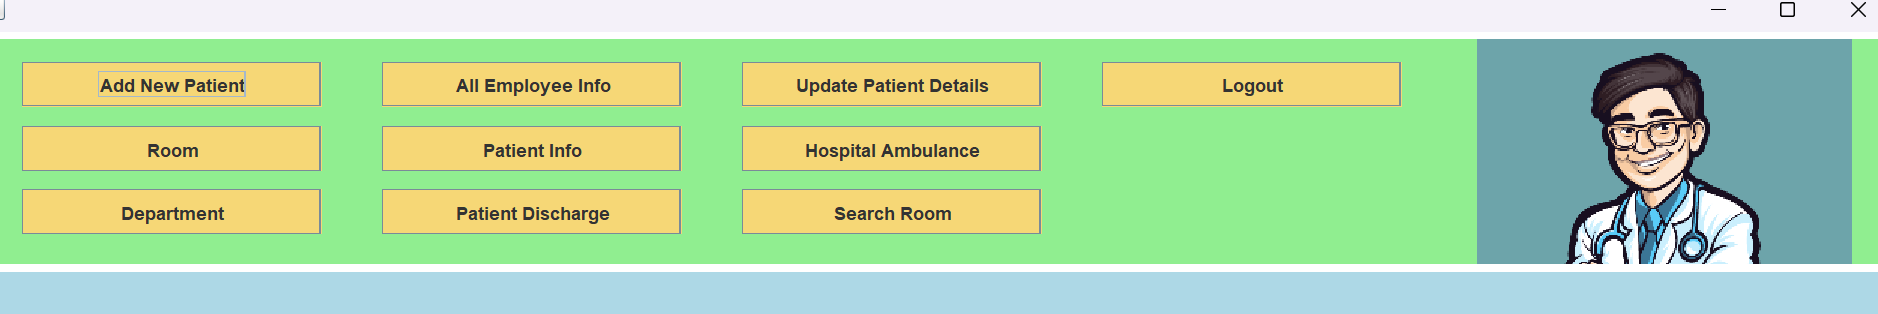 Add New Patient
All Employee Info
Update Patient Details
Logout
Room
Patient Info
Hospital Ambulance
Department
Patient Discharge
Search Room